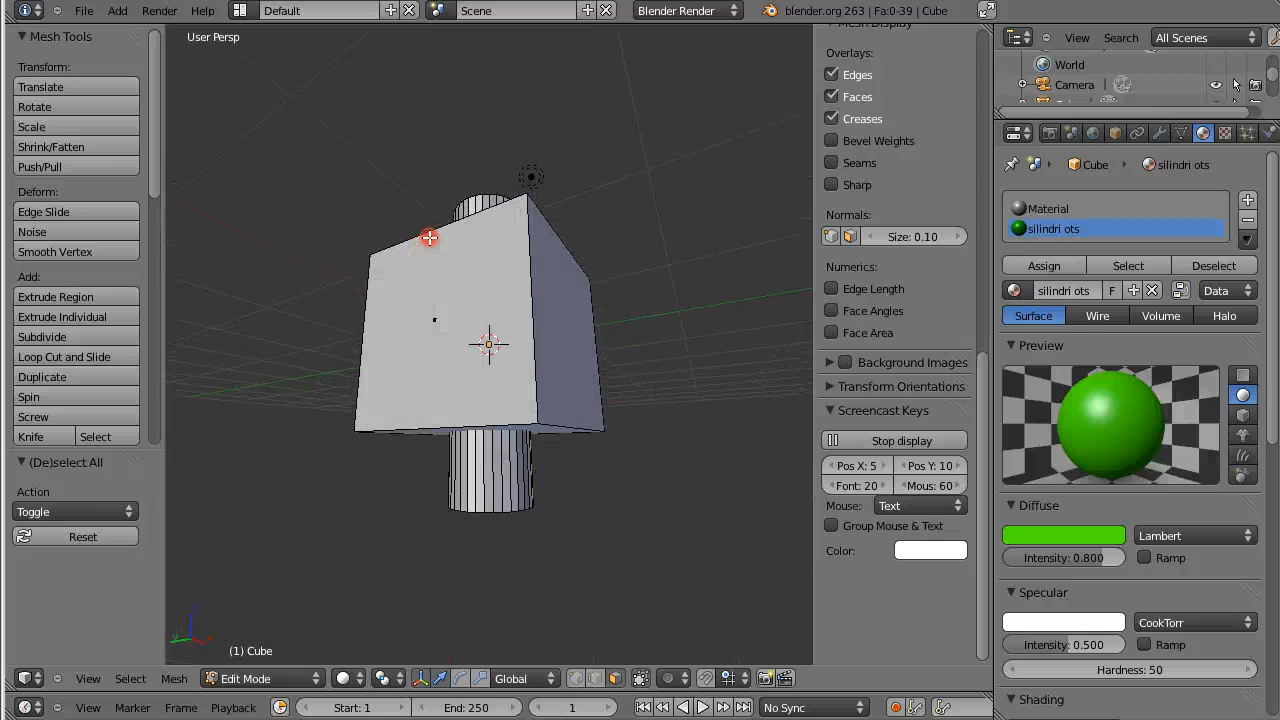 File Add Render Help Default Scene Blender Render blender.org 263 | Fa:0-39 | Cube
Mesh Tools
Transform:
Translate
Rotate
Scale
Shrink/Fatten
Push/Pull
Deform:
Edge Slide
Noise
Smooth Vertex
Add:
Extrude Region
Extrude Individual
Subdivide
Loop Cut and Slide
Duplicate
Spin
Screw
Knife Select
(De)select All
Action
Toggle
Reset
User Persp
(1) Cube
Mesh Display
Overlays:
Edges
Faces
Creases
Bevel Weights
Seams
Sharp
Normals:
Size: 0.10
Numerics:
Edge Length
Face Angles
Face Area
Background Images
Transform Orientations
Screencast Keys
Stop display
Pos X: 5 Pos Y: 10
Font: 20 Mous: 60
Mouse: Text
Group Mouse & Text
Color:
View Search All Scenes
World
Camera
Cube silindri ots
Material
silindri ots
Assign Select Deselect
silindri ots F Data
Surface Wire Volume Halo
Preview
Diffuse
Lambert
Intensity: 0.800 Ramp
Specular
CookTorr
Intensity: 0.500 Ramp
Hardness: 50
Shading
View Select Mesh Edit Mode Global
View Marker Frame Playback Start: 1 End: 250 1 No Sync